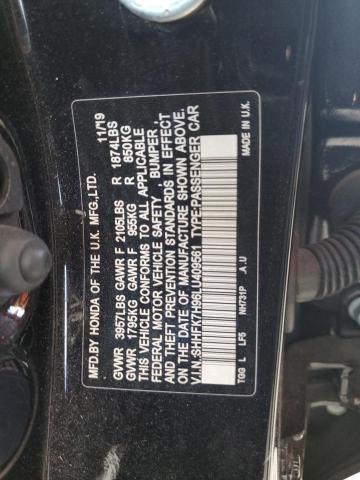 MFD.BY HONDA OF THE U.K. MFG.,LTD. 11/19
GVWR 3957LBS GAWR F 2105LBS R 1874LBS
GVWR 1795KG GAWR F 955KG R 850KG
THIS VEHICLE CONFORMS TO ALL APPLICABLE
FEDERAL MOTOR VEHICLE SAFETY, BUMPER,
AND THEFT PREVENTION STANDARDS IN EFFECT
ON THE DATE OF MANUFACTURE SHOWN ABOVE.
V.I.N.:SHHFK7H96LU409561 TYPE:PASSENGER CAR
TGG L LF5 NH731P A.U MADE IN U.K.